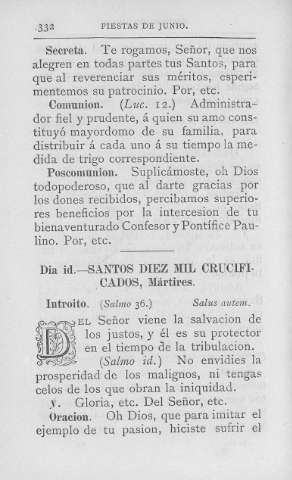 332 FIESTAS DE JUNIO.
Secreta. Te rogamos, Señor, que nos
alegren en todas partes tus Santos, para
que al reverenciar sus méritos, esperi-
mentemos su patrocinio. Por, etc.
Comunion. (Luc. 12.) Administra-
dor fiel y prudente, á quien su amo cons-
tituyó mayordomo de su familia, para
distribuir á cada uno á su tiempo la me-
dida de trigo correspondiente.
Poscomunion. Suplicámoste, oh Dios
todopoderoso, que al darte gracias por
los dones recibidos, percibamos superio-
res beneficios por la intercesion de tu
bienaventurado Confesor y Pontífice Pau-
lino. Por, etc.
Dia id.—SANTOS DIEZ MIL CRUCIFI-
CADOS, Mártires.
Introito. (Salmo 36.) Salus autem.
DEL Señor viene la salvacion de
los justos, y él es su protector
en el tiempo de la tribulacion.
(Salmo id.) No envidies la
prosperidad de los malignos, ni tengas
celos de los que obran la iniquidad.
℣. Gloria, etc. Del Señor, etc.
Oracion. Oh Dios, que para imitar el
ejemplo de tu pasion, hiciste sufrir el